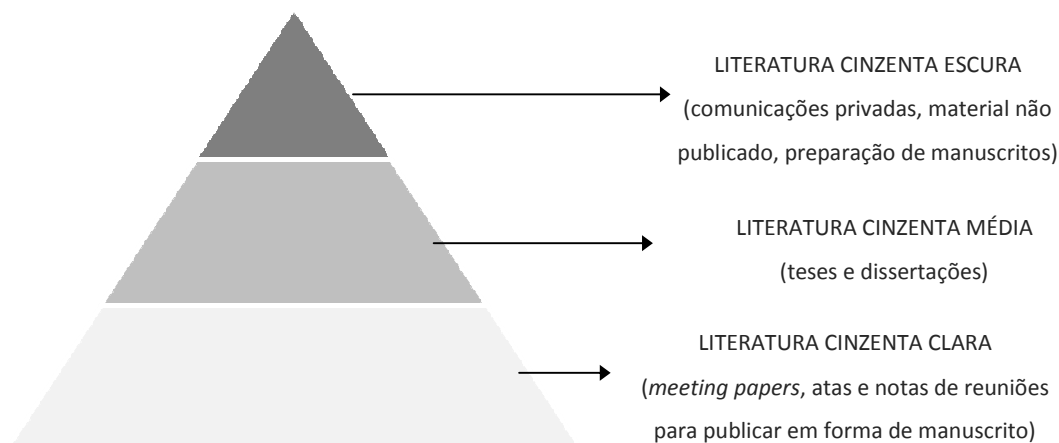 LITERATURA CINZENTA ESCURA
(comunicações privadas, material não
publicado, preparação de manuscritos)
LITERATURA CINZENTA MÉDIA
(teses e dissertações)
LITERATURA CINZENTA CLARA
(meeting papers, atas e notas de reuniões
para publicar em forma de manuscrito)